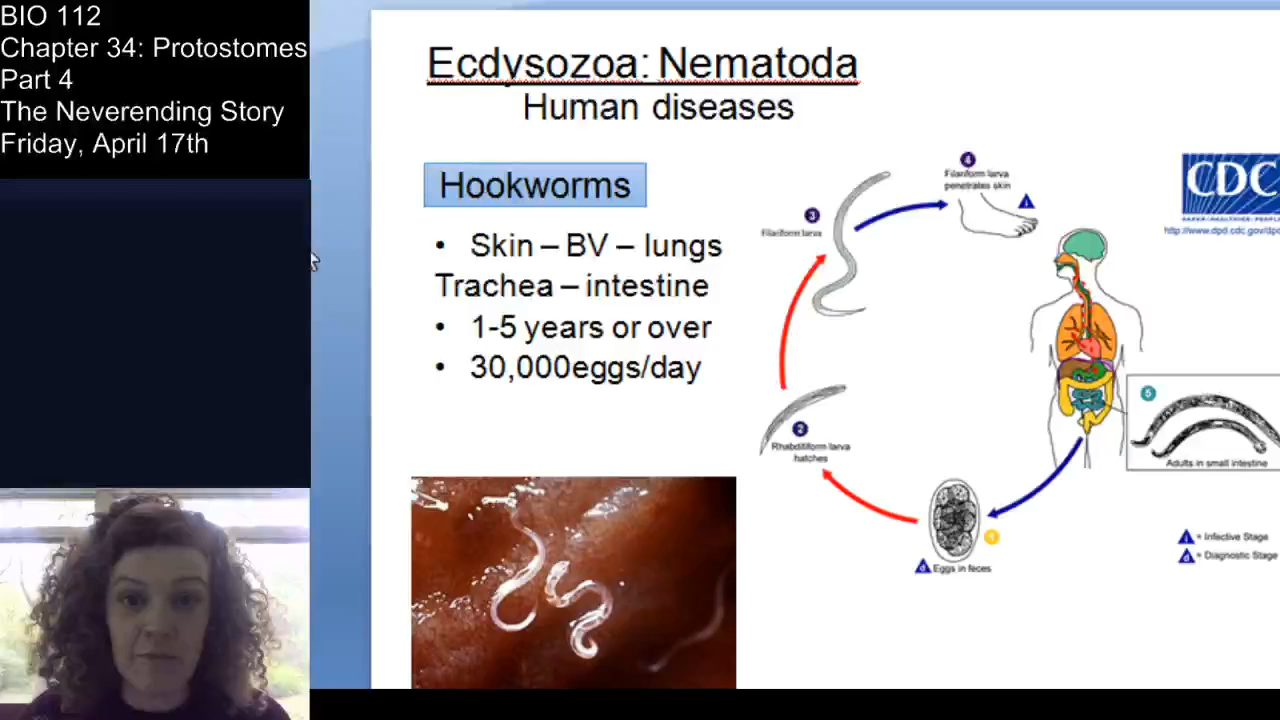 BIO 112
Chapter 34: Protostomes
Part 4
The Neverending Story
Friday, April 17th
Ecdysozoa: Nematoda
Human diseases
Hookworms
• Skin – BV – lungs
Trachea – intestine
• 1-5 years or over
• 30,000eggs/day
4
Filariform larva
penetrates skin
i
CDC
http://www.dpd.cdc.gov/dpd
3
Filariform larva
5
Adults in small intestine
2
Rhabditiform larva
hatches
1
d Eggs in feces
i = Infective Stage
d = Diagnostic Stage